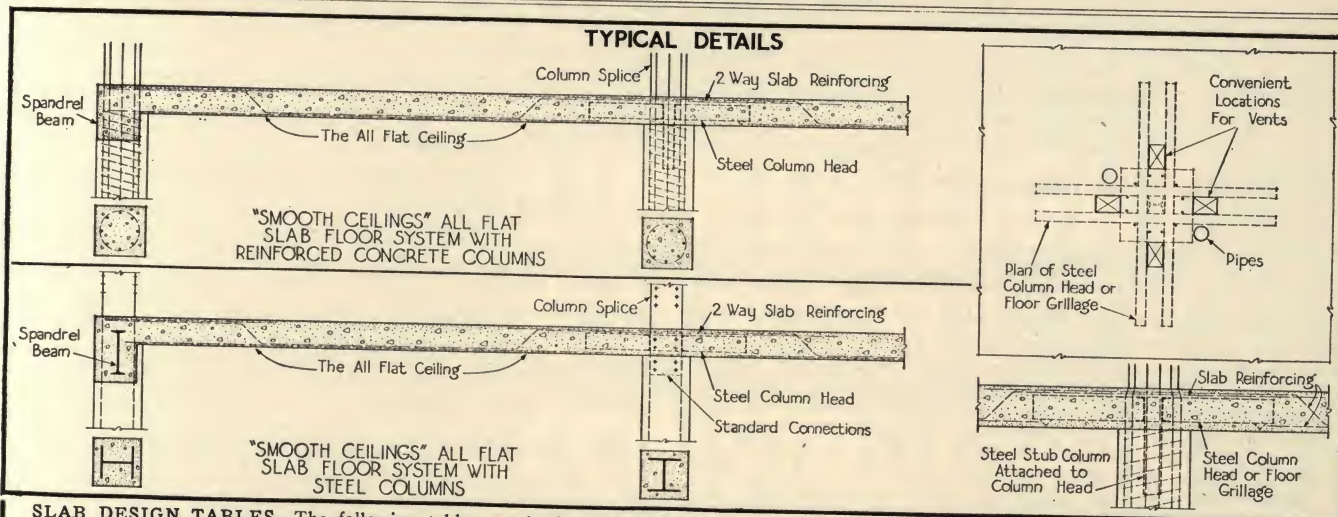 TYPICAL DETAILS
Spandrel
Beam
Column Splice
2 Way Slab Reinforcing
The All Flat Ceiling
Steel Column Head
"SMOOTH CEILINGS" ALL FLAT
SLAB FLOOR SYSTEM WITH
REINFORCED CONCRETE COLUMNS
Spandrel
Beam
Column Splice
2 Way Slab Reinforcing
The All Flat Ceiling
Steel Column Head
Standard Connections
"SMOOTH CEILINGS" ALL FLAT
SLAB FLOOR SYSTEM WITH
STEEL COLUMNS
Convenient
Locations
For Vents
Pipes
Plan of Steel
Column Head or
Floor Grillage
Slab Reinforcing
Steel Stub Column
Attached to
Column Head
Steel Column
Head or Floor
Grillage
SLAB DESIGN TABLES The following